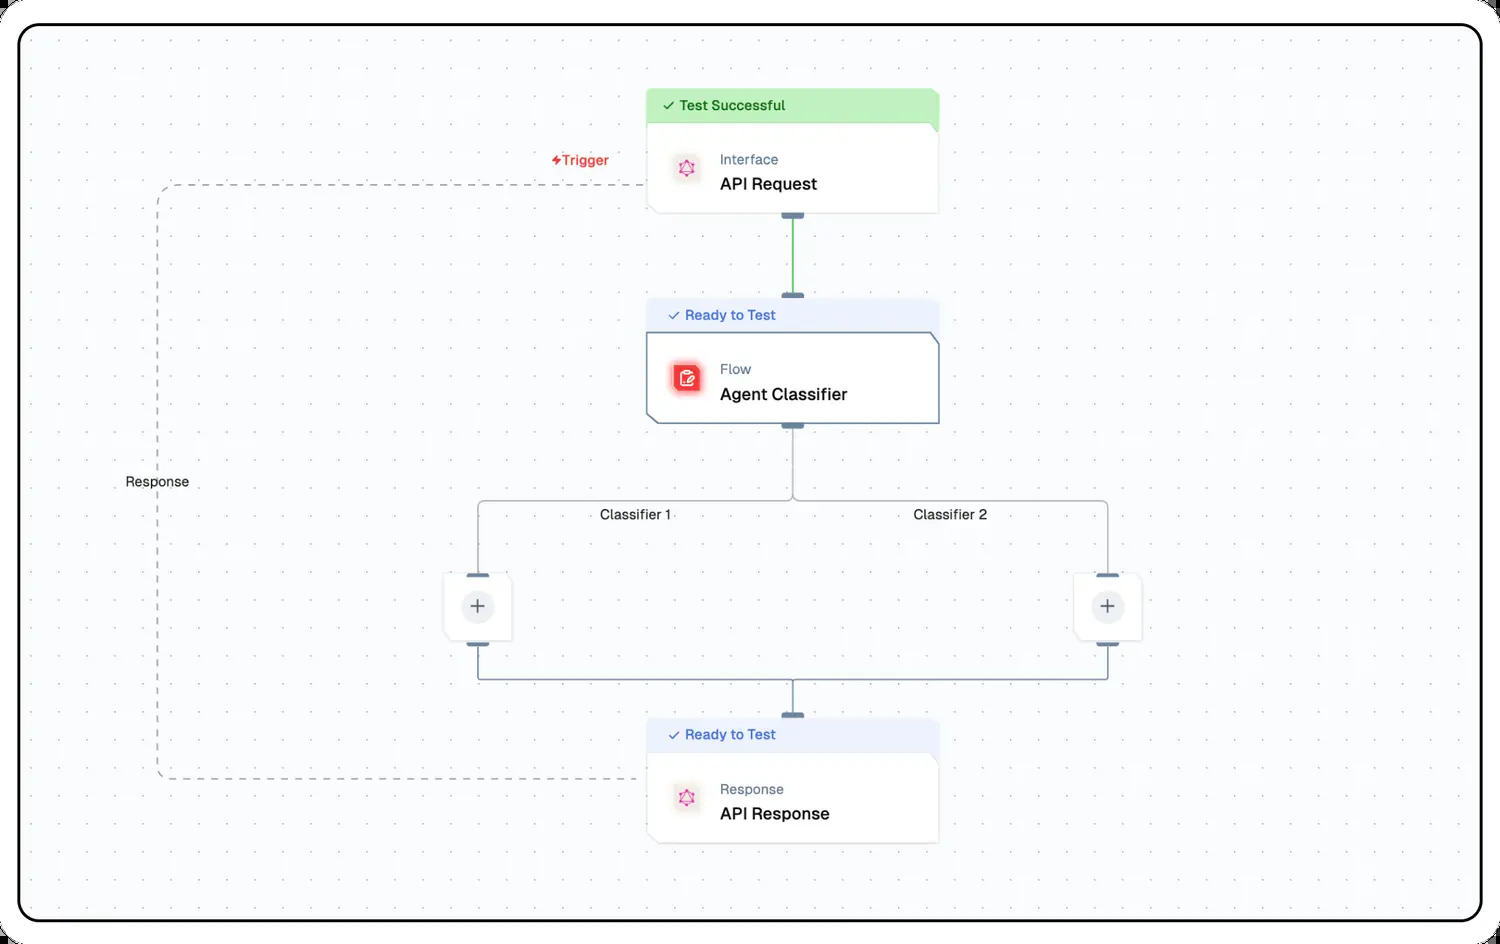 Test Successful
Trigger
Interface
API Request
Ready to Test
Flow
Agent Classifier
Response
Classifier 1
Classifier 2
Ready to Test
Response
API Response